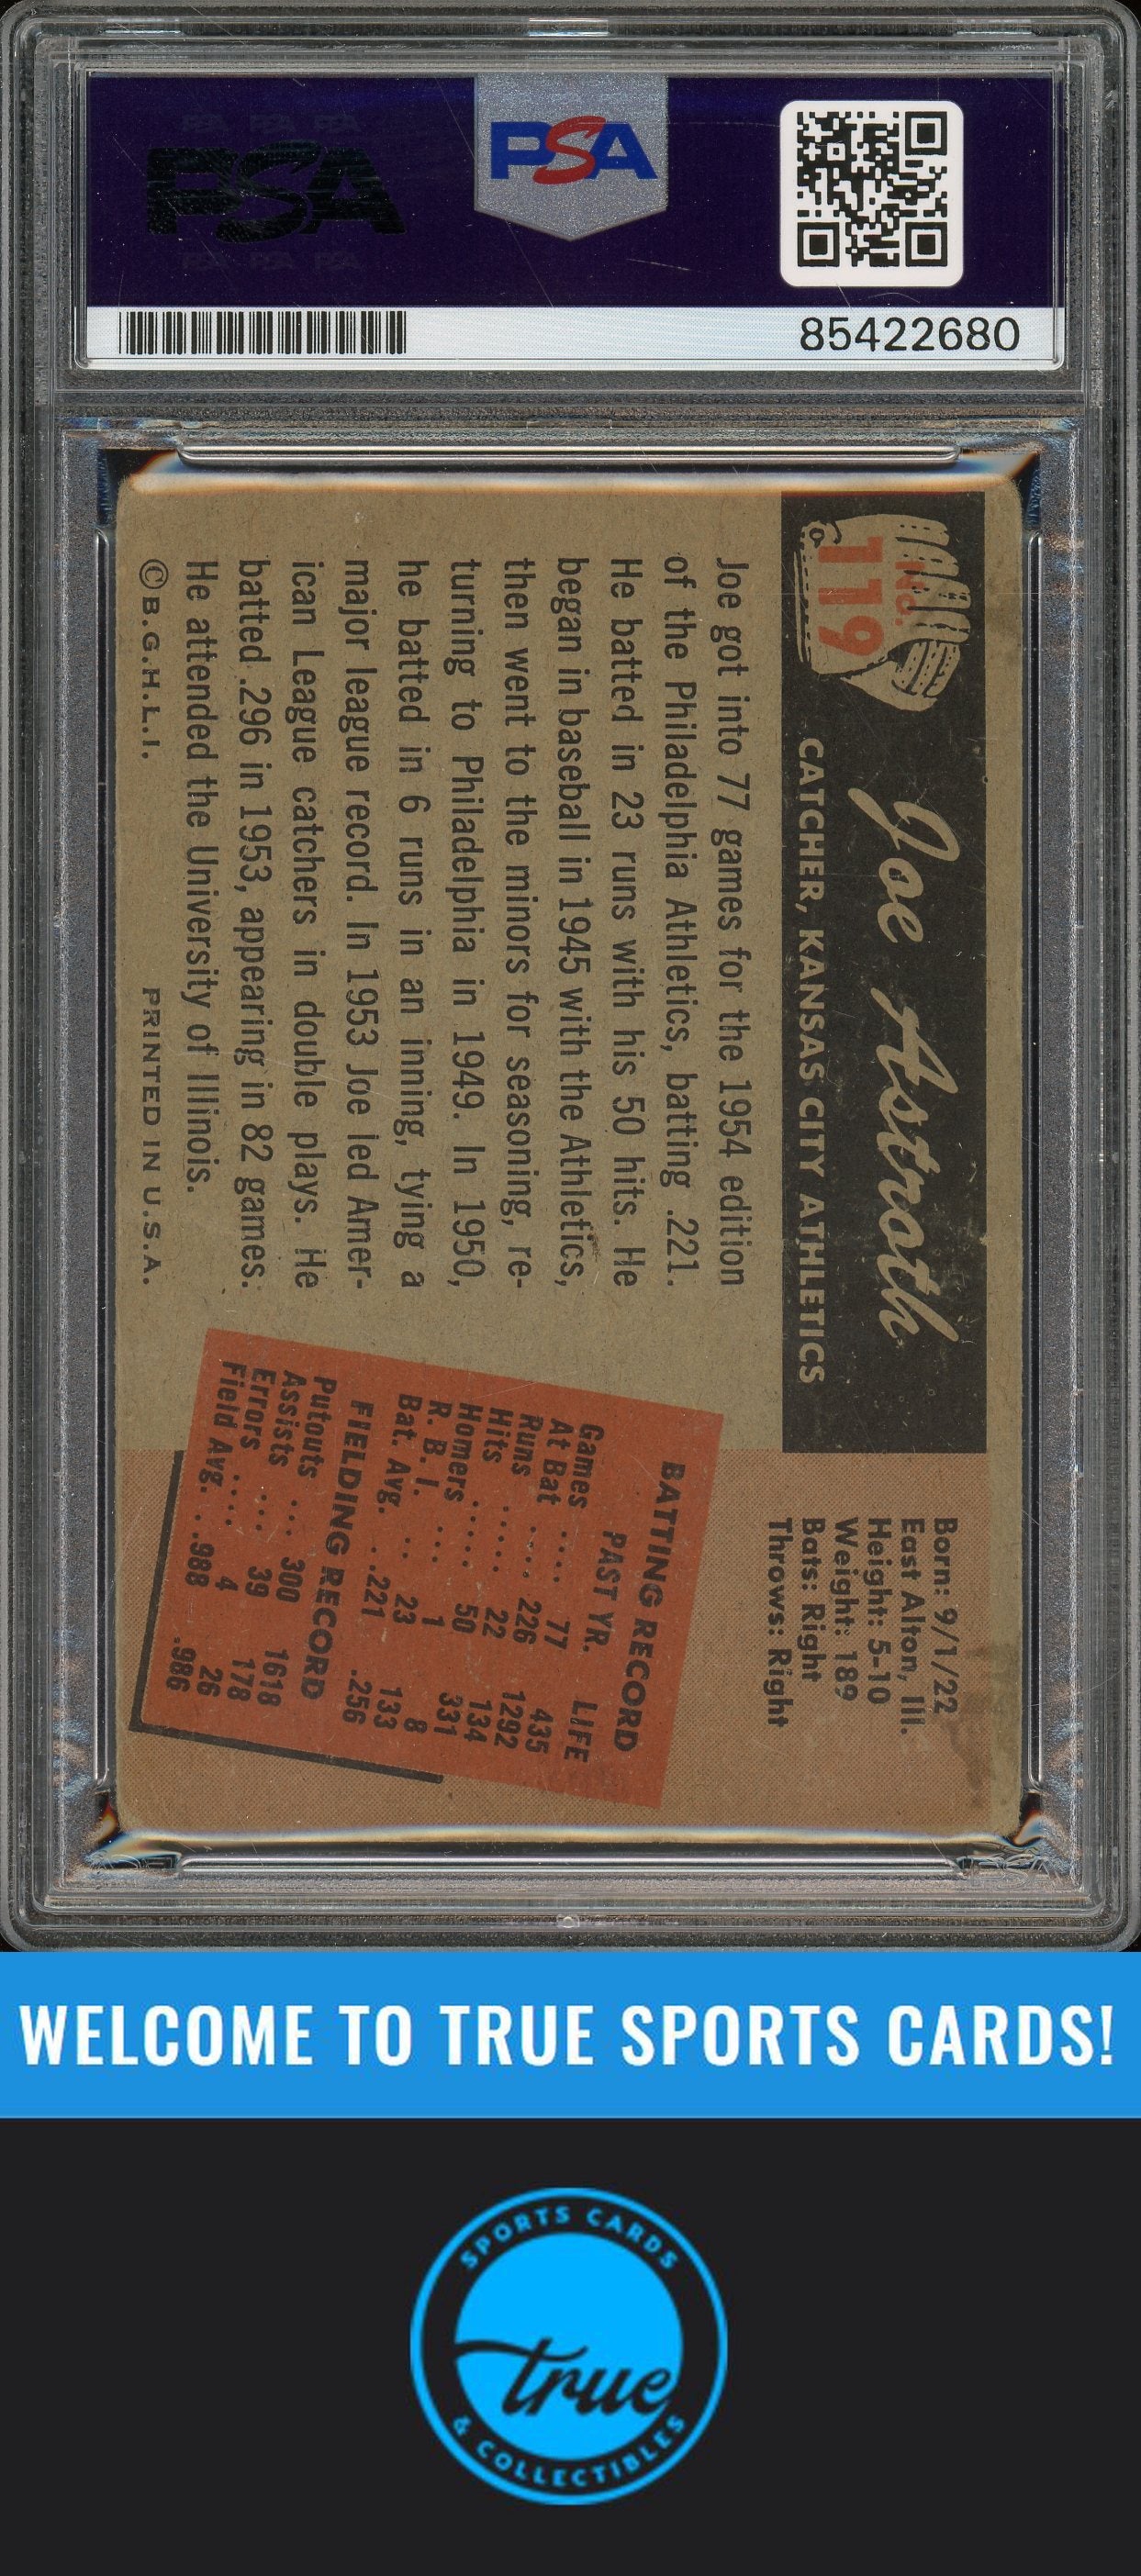 PSA PSA PSA
PSA
PSA PSA PSA
PSA
85422680
NO.
119
Joe Astroth
CATCHER, KANSAS CITY ATHLETICS
Born: 9/1/22
East Alton, Ill.
Height: 5-10
Weight: 189
Bats: Right
Throws: Right
Joe got into 77 games for the 1954 edition
of the Philadelphia Athletics, batting .221.
He batted in 23 runs with his 50 hits. He
began in baseball in 1945 with the Athletics,
then went to the minors for seasoning, re-
turning to Philadelphia in 1949. In 1950,
he batted in 6 runs in an inning, tying a
major league record. In 1953 Joe led Amer-
ican League catchers in double plays. He
batted .296 in 1953, appearing in 82 games.
He attended the University of Illinois.
©B.G.H.L.I. PRINTED IN U.S.A.
BATTING RECORD
PAST YR. LIFE
Games .... 77 435
At Bat .... 226 1292
Runs .... 22 134
Hits ..... 50 331
Homers ..... 1 8
R. B. I. ... 23 133
Bat. Avg. .. .221 .256
FIELDING RECORD
Putouts ... 300 1618
Assists ... 39 178
Errors .... 4 26
Field Avg. . .988 .986
WELCOME TO TRUE SPORTS CARDS!
SPORTS CARDS
true
& COLLECTIBLES